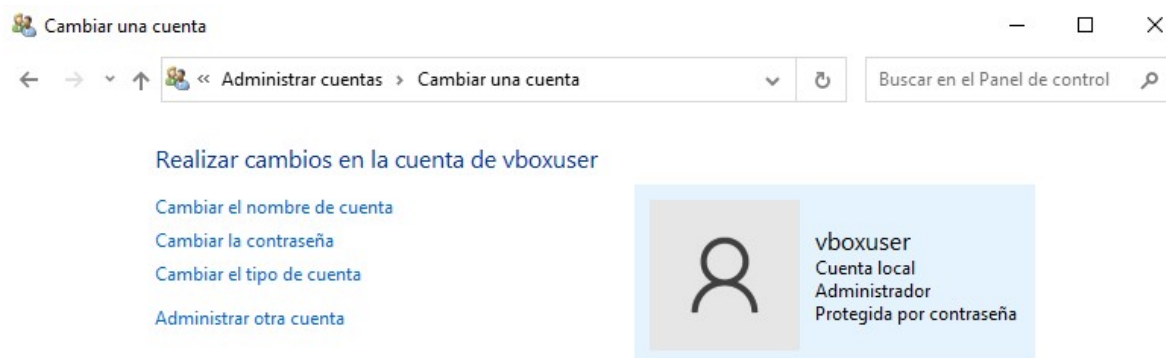 Cambiar una cuenta
« Administrar cuentas › Cambiar una cuenta
Buscar en el Panel de control
Realizar cambios en la cuenta de vboxuser
Cambiar el nombre de cuenta
Cambiar la contraseña
Cambiar el tipo de cuenta
Administrar otra cuenta
vboxuser
Cuenta local
Administrador
Protegida por contraseña